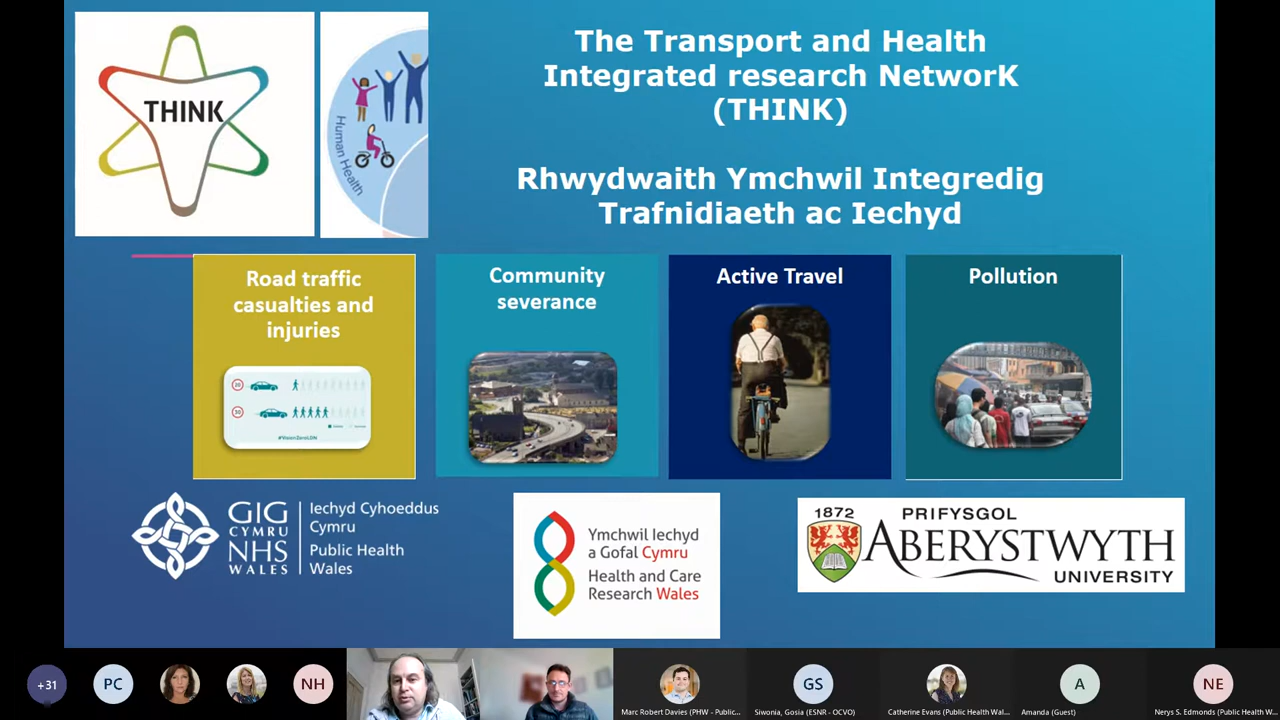 THINK
Human Health
The Transport and Health
Integrated research NetworK
(THINK)
Rhwydwaith Ymchwil Integredig
Trafnidiaeth ac Iechyd
Road traffic
casualties and
injuries
#VisionZeroLDN
Community
severance
Active Travel
Pollution
GIG
CYMRU
NHS
WALES
Iechyd Cyhoeddus
Cymru
Public Health
Wales
Ymchwil Iechyd
a Gofal Cymru
Health and Care
Research Wales
1872
PRIFYSGOL
ABERYSTWYTH
UNIVERSITY
+31
PC
NH
Marc Robert Davies (PHW - Public...
GS
Siwonia, Gosia (ESNR - OCVO)
Catherine Evans (Public Health Wal...
A
Amanda (Guest)
NE
Nerys S. Edmonds (Public Health W...